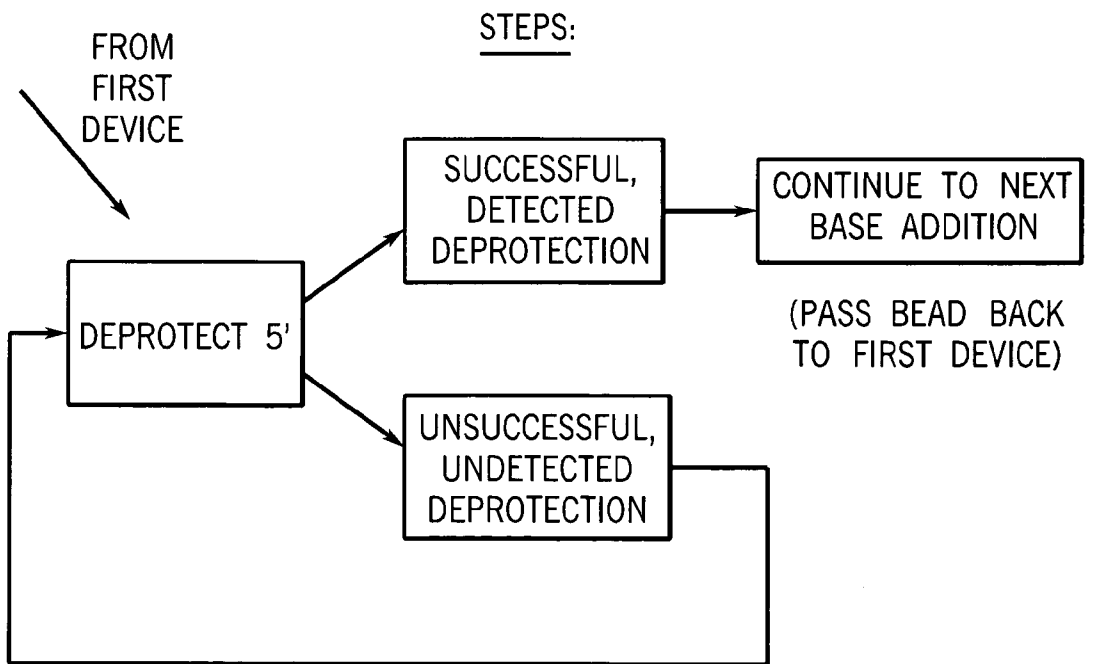 STEPS:
FROM
FIRST
DEVICE
DEPROTECT 5'
SUCCESSFUL,
DETECTED
DEPROTECTION
CONTINUE TO NEXT
BASE ADDITION
(PASS BEAD BACK
TO FIRST DEVICE)
UNSUCCESSFUL,
UNDETECTED
DEPROTECTION